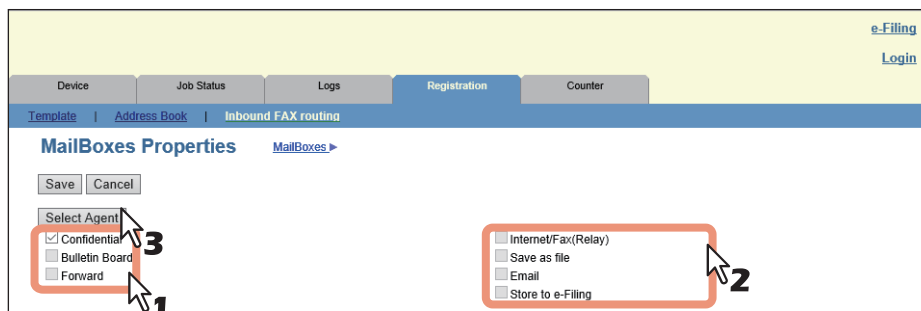 e-Filing
Login
Device Job Status Logs Registration Counter
Template | Address Book | Inbound FAX routing
MailBoxes Properties MailBoxes
Save Cancel
Select Agent
3
Confidential
Bulletin Board
Forward
1
Internet/Fax(Relay)
Save as file
Email
Store to e-Filing
2